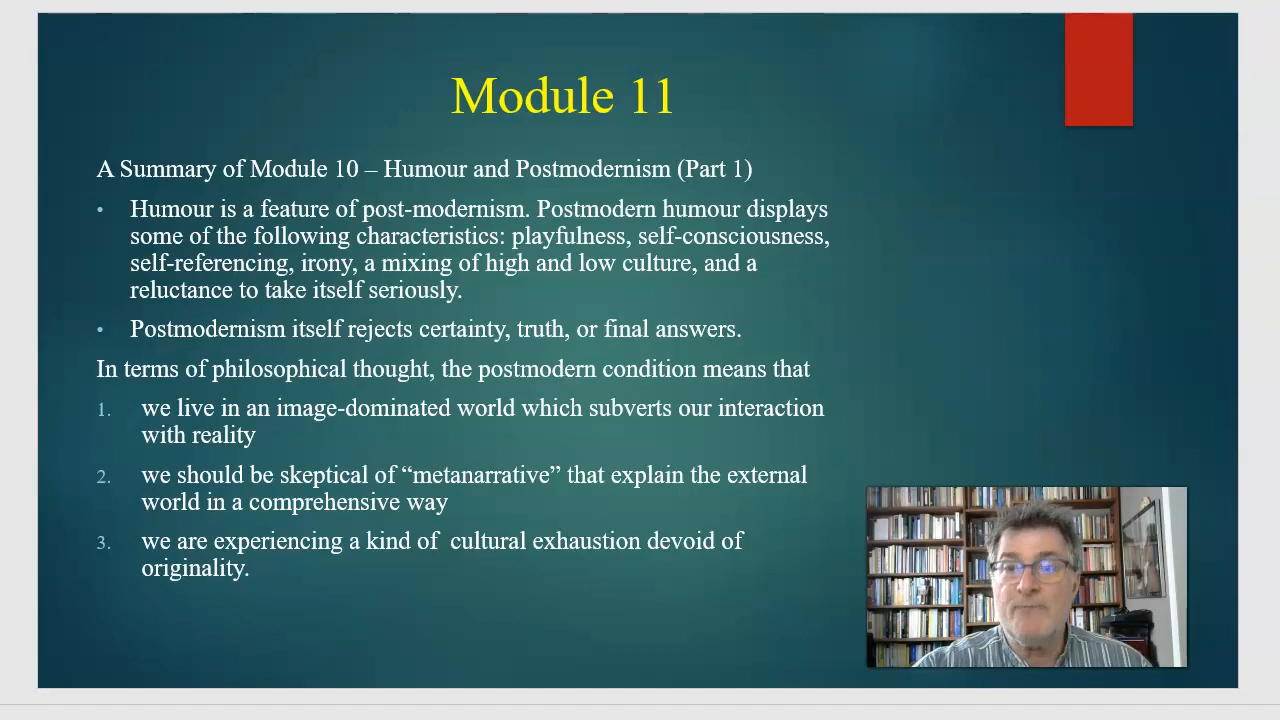 Module 11
A Summary of Module 10 – Humour and Postmodernism (Part 1)
• Humour is a feature of post-modernism. Postmodern humour displays
some of the following characteristics: playfulness, self-consciousness,
self-referencing, irony, a mixing of high and low culture, and a
reluctance to take itself seriously.
• Postmodernism itself rejects certainty, truth, or final answers.
In terms of philosophical thought, the postmodern condition means that
1. we live in an image-dominated world which subverts our interaction
with reality
2. we should be skeptical of “metanarrative” that explain the external
world in a comprehensive way
3. we are experiencing a kind of  cultural exhaustion devoid of
originality.